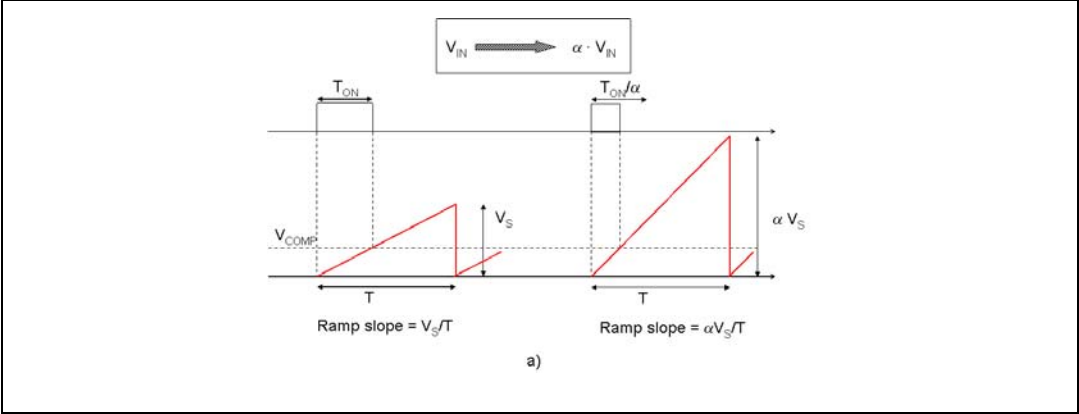 V_IN α · V_IN
T_ON T_ON/α
V_S α V_S
V_COMP
T T
Ramp slope = V_S/T Ramp slope = αV_S/T
a)